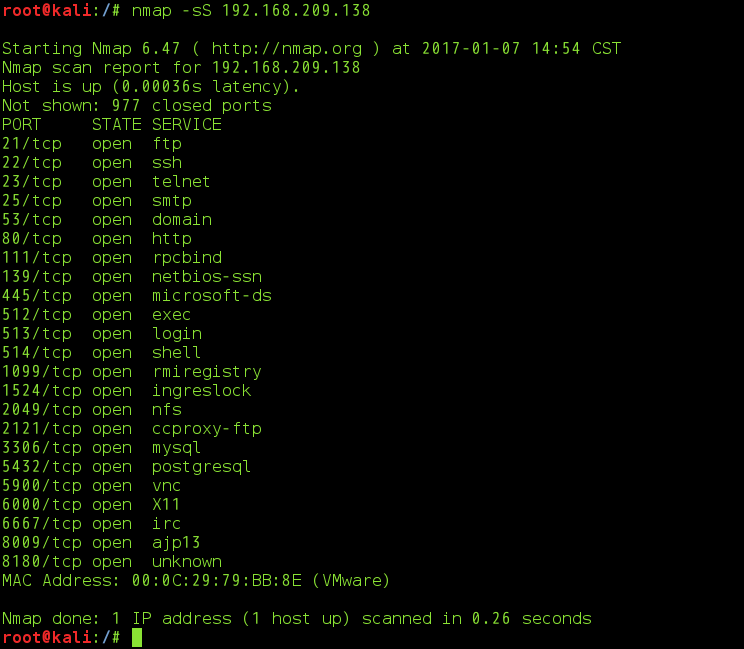 root@kali:/# nmap -sS 192.168.209.138
Starting Nmap 6.47 ( http://nmap.org ) at 2017-01-07 14:54 CST
Nmap scan report for 192.168.209.138
Host is up (0.00036s latency).
Not shown: 977 closed ports
PORT     STATE SERVICE
21/tcp   open  ftp
22/tcp   open  ssh
23/tcp   open  telnet
25/tcp   open  smtp
53/tcp   open  domain
80/tcp   open  http
111/tcp  open  rpcbind
139/tcp  open  netbios-ssn
445/tcp  open  microsoft-ds
512/tcp  open  exec
513/tcp  open  login
514/tcp  open  shell
1099/tcp open  rmiregistry
1524/tcp open  ingreslock
2049/tcp open  nfs
2121/tcp open  ccproxy-ftp
3306/tcp open  mysql
5432/tcp open  postgresql
5900/tcp open  vnc
6000/tcp open  X11
6667/tcp open  irc
8009/tcp open  ajp13
8180/tcp open  unknown
MAC Address: 00:0C:29:79:BB:8E (VMware)
Nmap done: 1 IP address (1 host up) scanned in 0.26 seconds
root@kali:/#